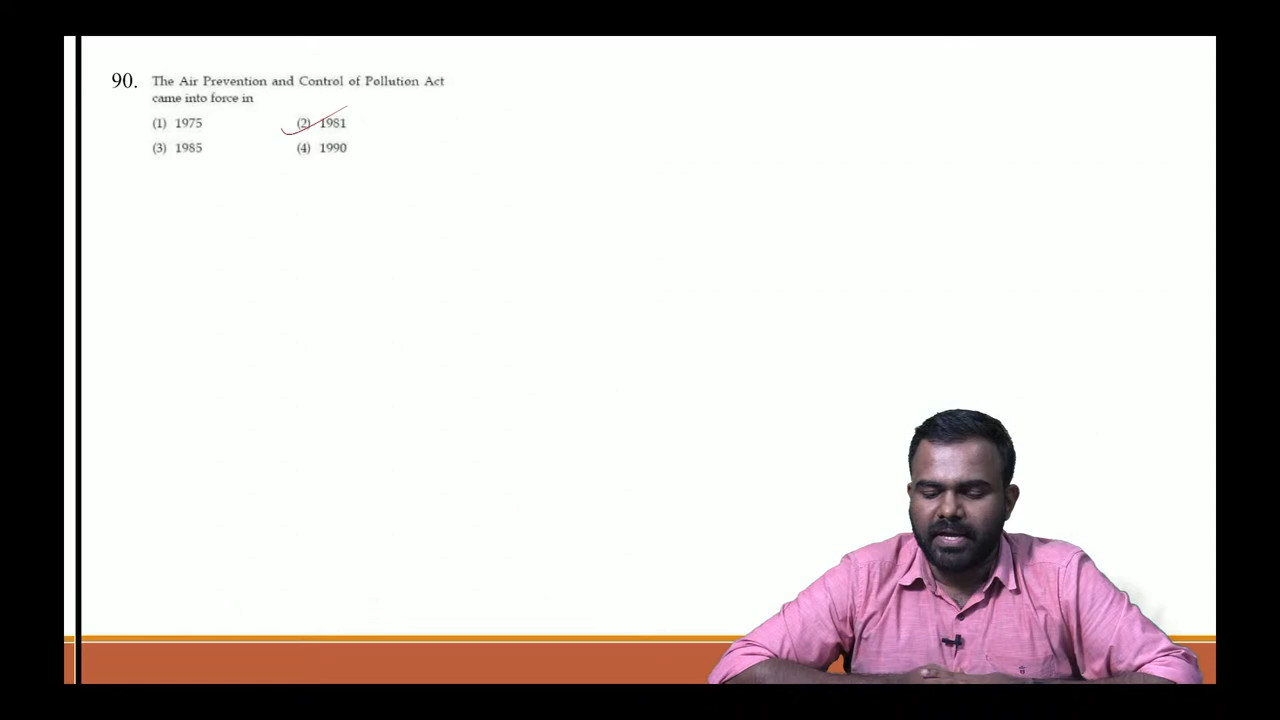 90. The Air Prevention and Control of Pollution Act
came into force in
(1) 1975 (2) 1981
(3) 1985 (4) 1990